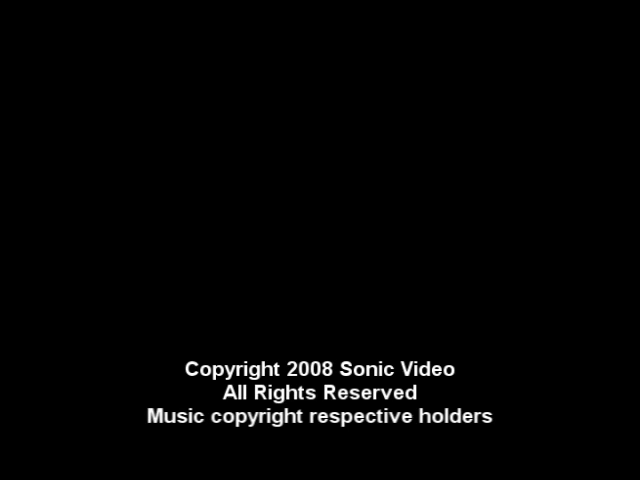 Copyright 2008 Sonic Video
All Rights Reserved
Music copyright respective holders